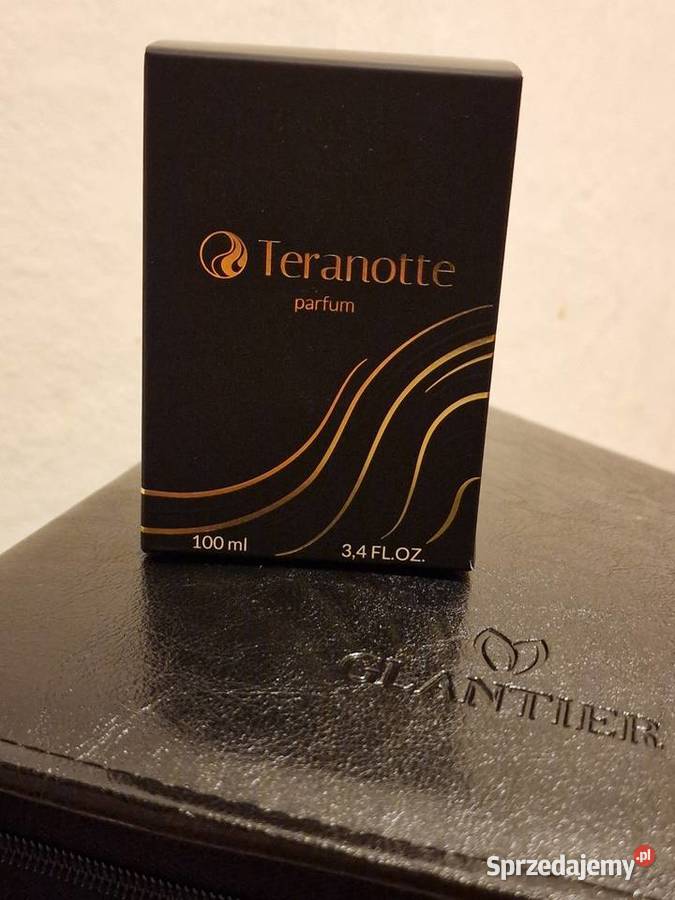 Teranotte
parfum
100 ml
3,4 FL.OZ.
GLANTIER
Sprzedajemy.pl